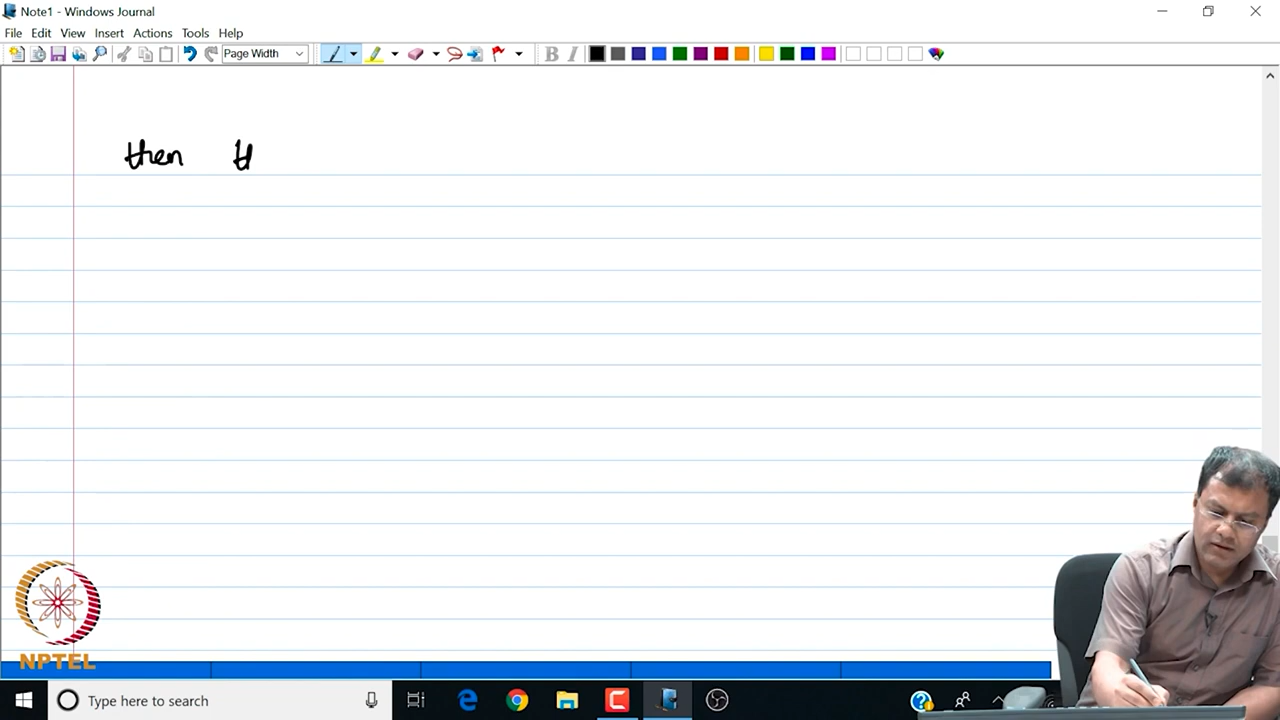 Note1 - Windows Journal
File Edit View Insert Actions Tools Help
Page Width
B I
then
NPTEL
Type here to search